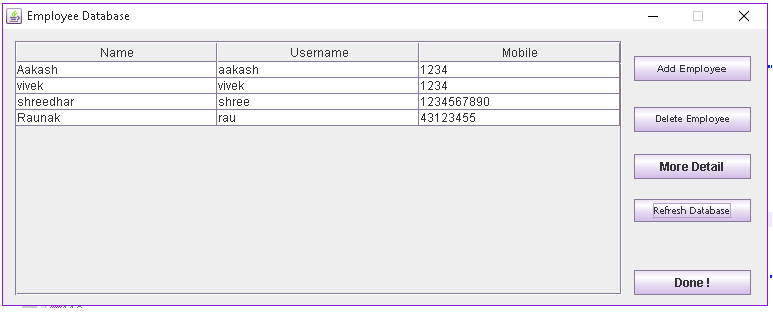 Employee Database
Name Username Mobile
Aakash aakash 1234
vivek vivek 1234
shreedhar shree 1234567890
Raunak rau 43123455
Add Employee
Delete Employee
More Detail
Refresh Database
Done !